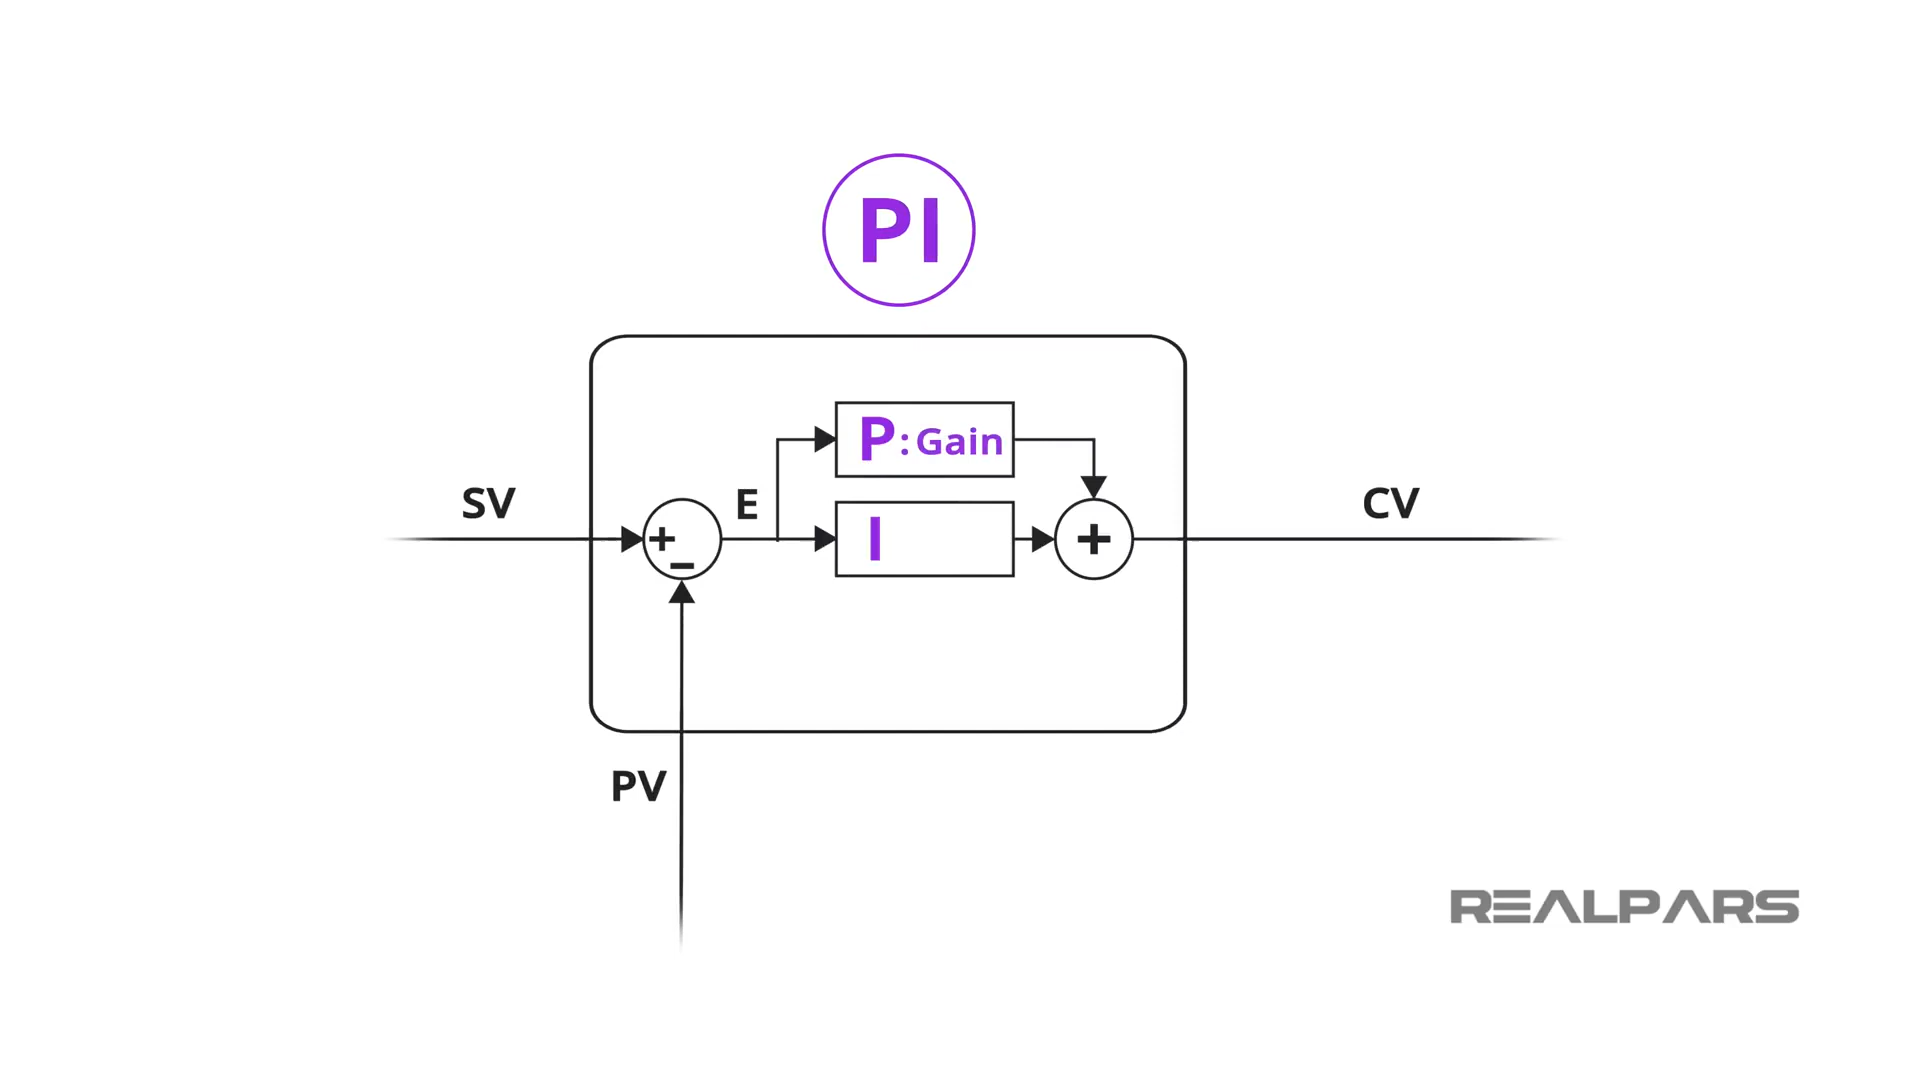 PI
P: Gain
SV
E
CV
+
I
+
−
PV
REALPARS